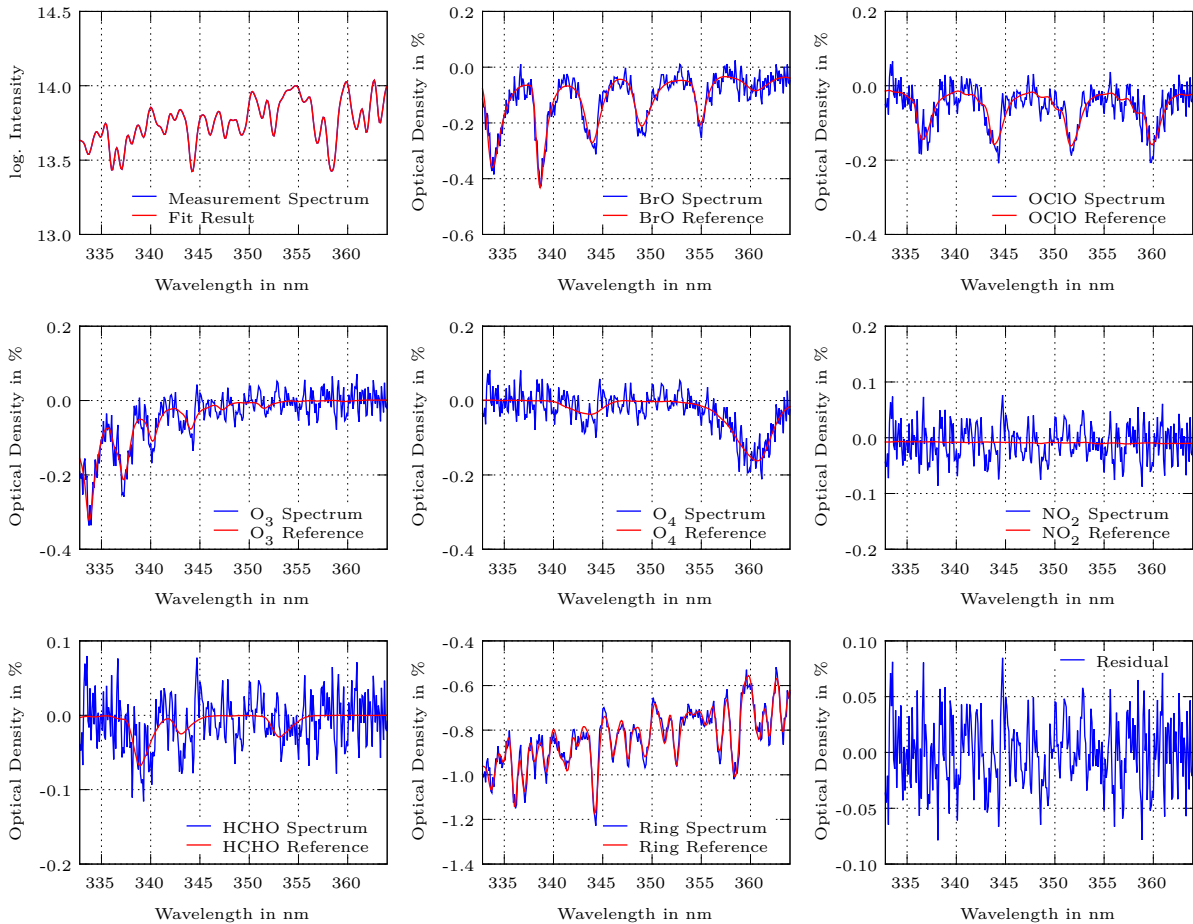 14.5
14.0
13.5
13.0
log. Intensity
Measurement Spectrum
Fit Result
335 340 345 350 355 360
Wavelength in nm
0.2
0.0
-0.2
-0.4
-0.6
Optical Density in %
BrO Spectrum
BrO Reference
335 340 345 350 355 360
Wavelength in nm
0.2
0.0
-0.2
-0.4
Optical Density in %
OClO Spectrum
OClO Reference
335 340 345 350 355 360
Wavelength in nm
0.2
0.0
-0.2
-0.4
Optical Density in %
O3 Spectrum
O3 Reference
335 340 345 350 355 360
Wavelength in nm
0.2
0.0
-0.2
-0.4
Optical Density in %
O4 Spectrum
O4 Reference
335 340 345 350 355 360
Wavelength in nm
0.2
0.1
0.0
-0.1
-0.2
Optical Density in %
NO2 Spectrum
NO2 Reference
335 340 345 350 355 360
Wavelength in nm
0.1
0.0
-0.1
-0.2
Optical Density in %
HCHO Spectrum
HCHO Reference
335 340 345 350 355 360
Wavelength in nm
-0.4
-0.6
-0.8
-1.0
-1.2
-1.4
Optical Density in %
Ring Spectrum
Ring Reference
335 340 345 350 355 360
Wavelength in nm
0.10
0.05
0.00
-0.05
-0.10
Optical Density in %
Residual
335 340 345 350 355 360
Wavelength in nm